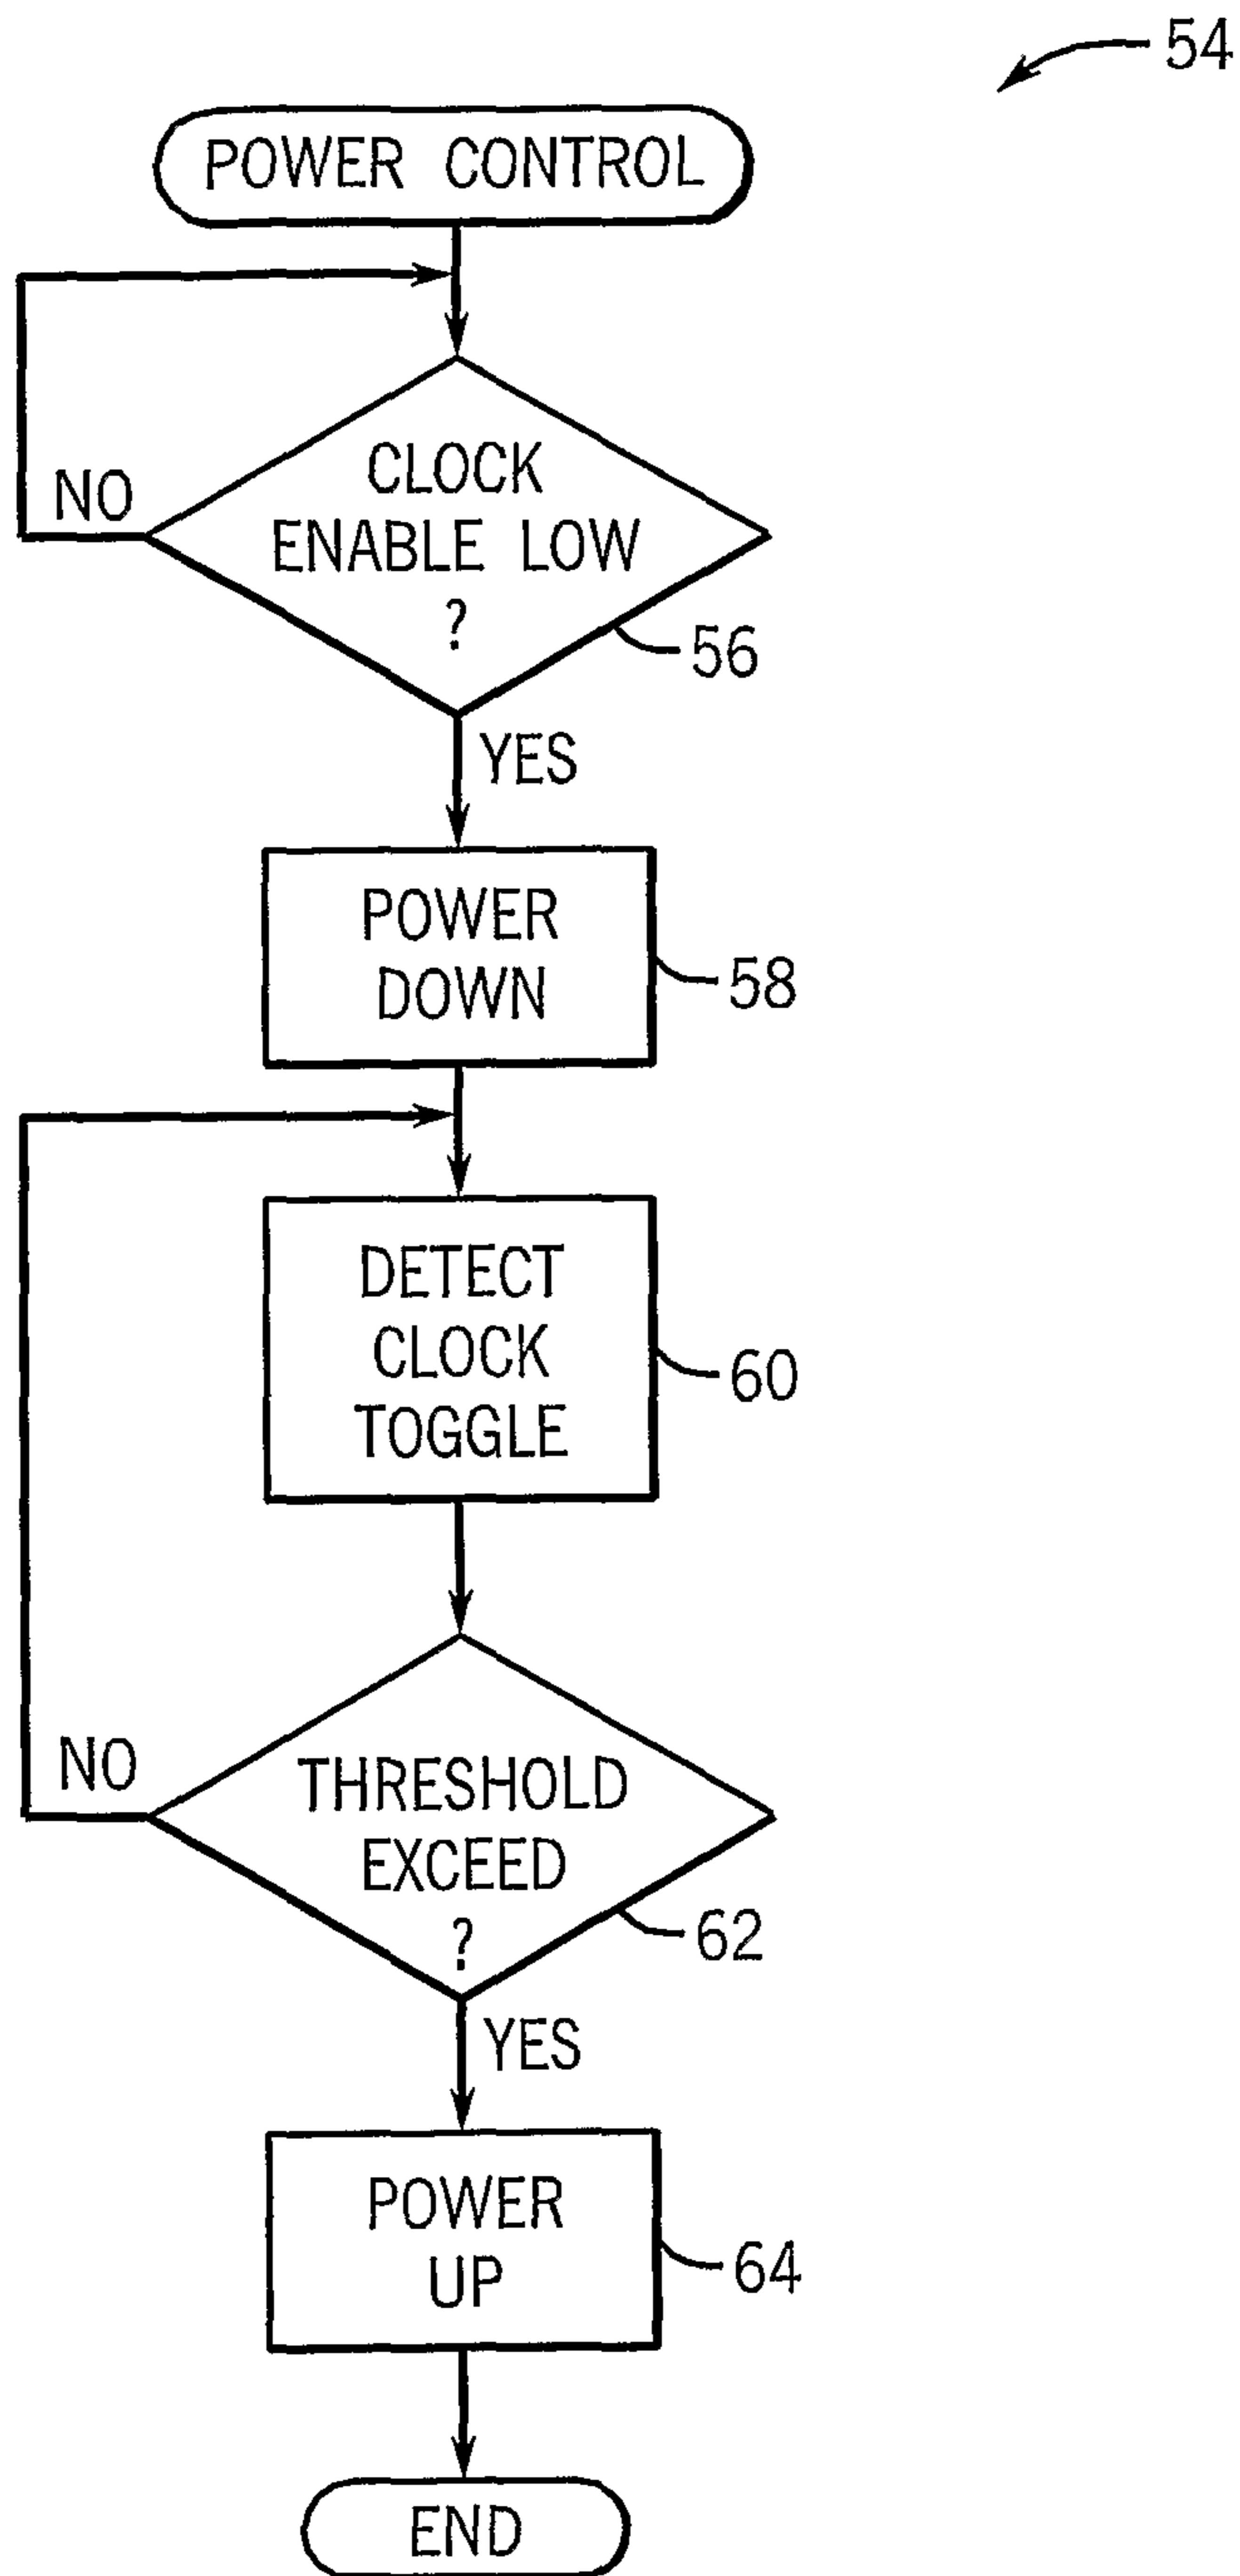 54
POWER CONTROL
CLOCK
ENABLE LOW
?
NO
56
YES
POWER
DOWN
58
DETECT
CLOCK
TOGGLE
60
THRESHOLD
EXCEED
?
NO
62
YES
POWER
UP
64
END